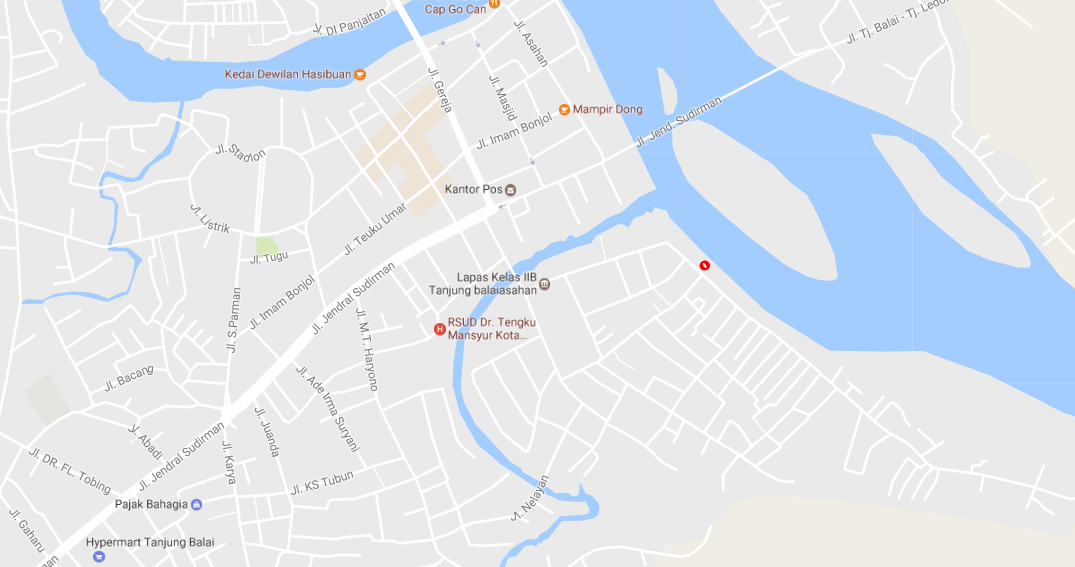 Cap Go Can
Jl. DI Panjaitan
Jl. Tj. Balai - Tj. Ledo
Jl. Asahan
Kedai Dewilan Hasibuan
Jl. Gereja
Jl. Masjid
Mampir Dong
Jl. Jend. Sudirman
Jl. Imam Bonjol
Jl. Stadion
Kantor Pos
Jl. Listrik
Jl. Teuku Umar
Jl. Tugu
Lapas Kelas IIB
Tanjung balaiasahan
Jl. Imam Bonjol
Jl. Jendral Sudirman
Jl. S.Parman
H
RSUD Dr. Tengku
Mansyur Kota...
Jl. M.T. Haryono
Jl. Bacang
Jl. Ade Irma Suryani
Jl. Juanda
Jl. Abadi
Jl. Jendral Sudirman
Jl. Karya
Jl. DR. FL. Tobing
Jl. KS Tubun
Jl. Nelayan
Pajak Bahagia
Jl. Gaharu
Hypermart Tanjung Balai
man